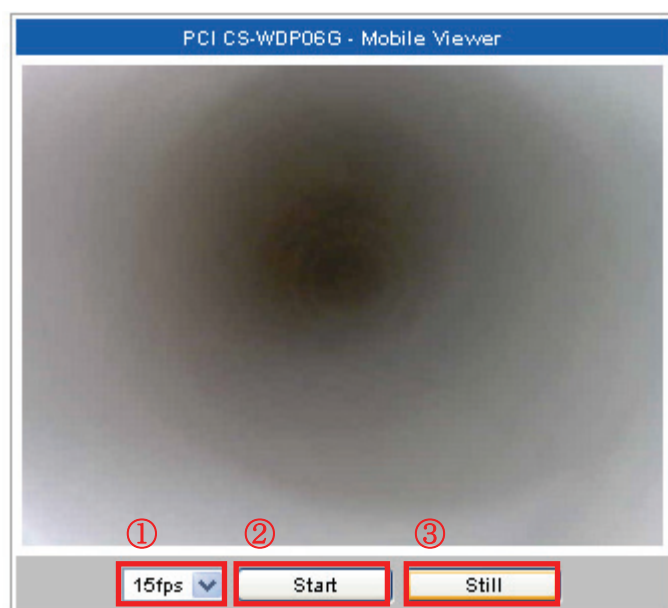 PCI CS-WDP06G - Mobile Viewer
① ② ③
15fps Start Still